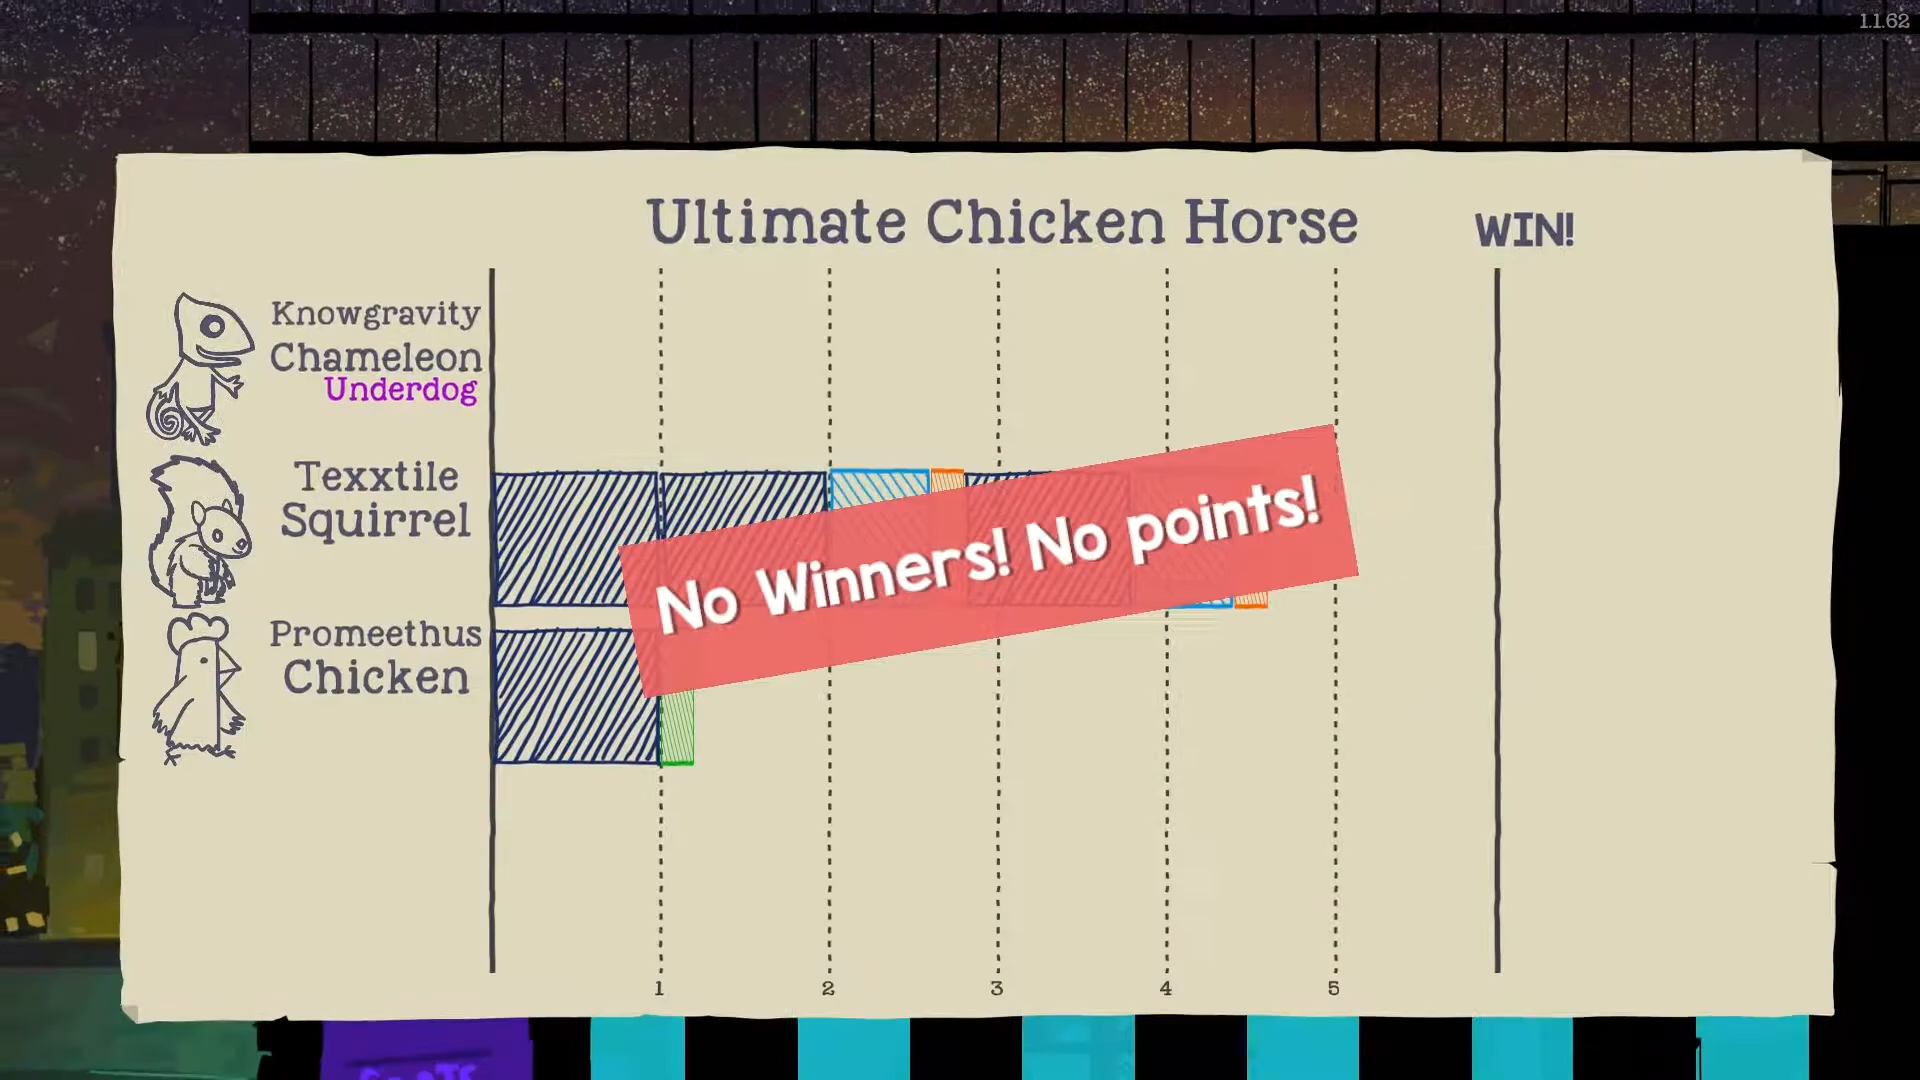 1.1.62
Ultimate Chicken Horse
WIN!
Knowgravity
Chameleon
Underdog
Texxtile
Squirrel
No Winners! No points!
Promeethus
Chicken
1 2 3 4 5